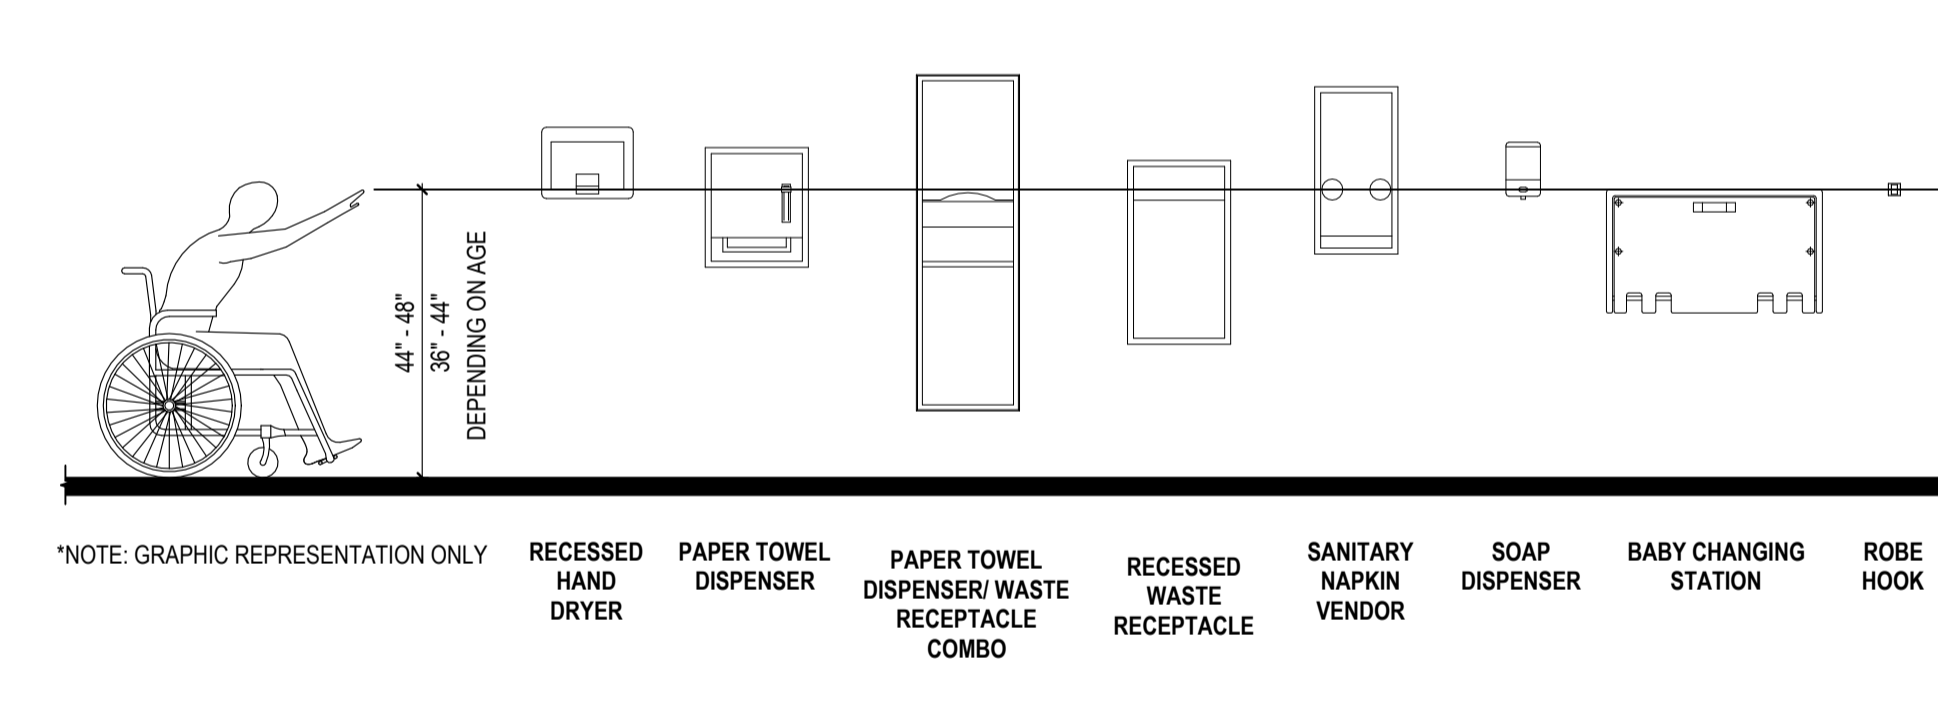 44" - 48"
36" - 44"
DEPENDING ON AGE
*NOTE: GRAPHIC REPRESENTATION ONLY
RECESSED
HAND
DRYER
PAPER TOWEL
DISPENSER
PAPER TOWEL
DISPENSER/ WASTE
RECEPTACLE
COMBO
RECESSED
WASTE
RECEPTACLE
SANITARY
NAPKIN
VENDOR
SOAP
DISPENSER
BABY CHANGING
STATION
ROBE
HOOK